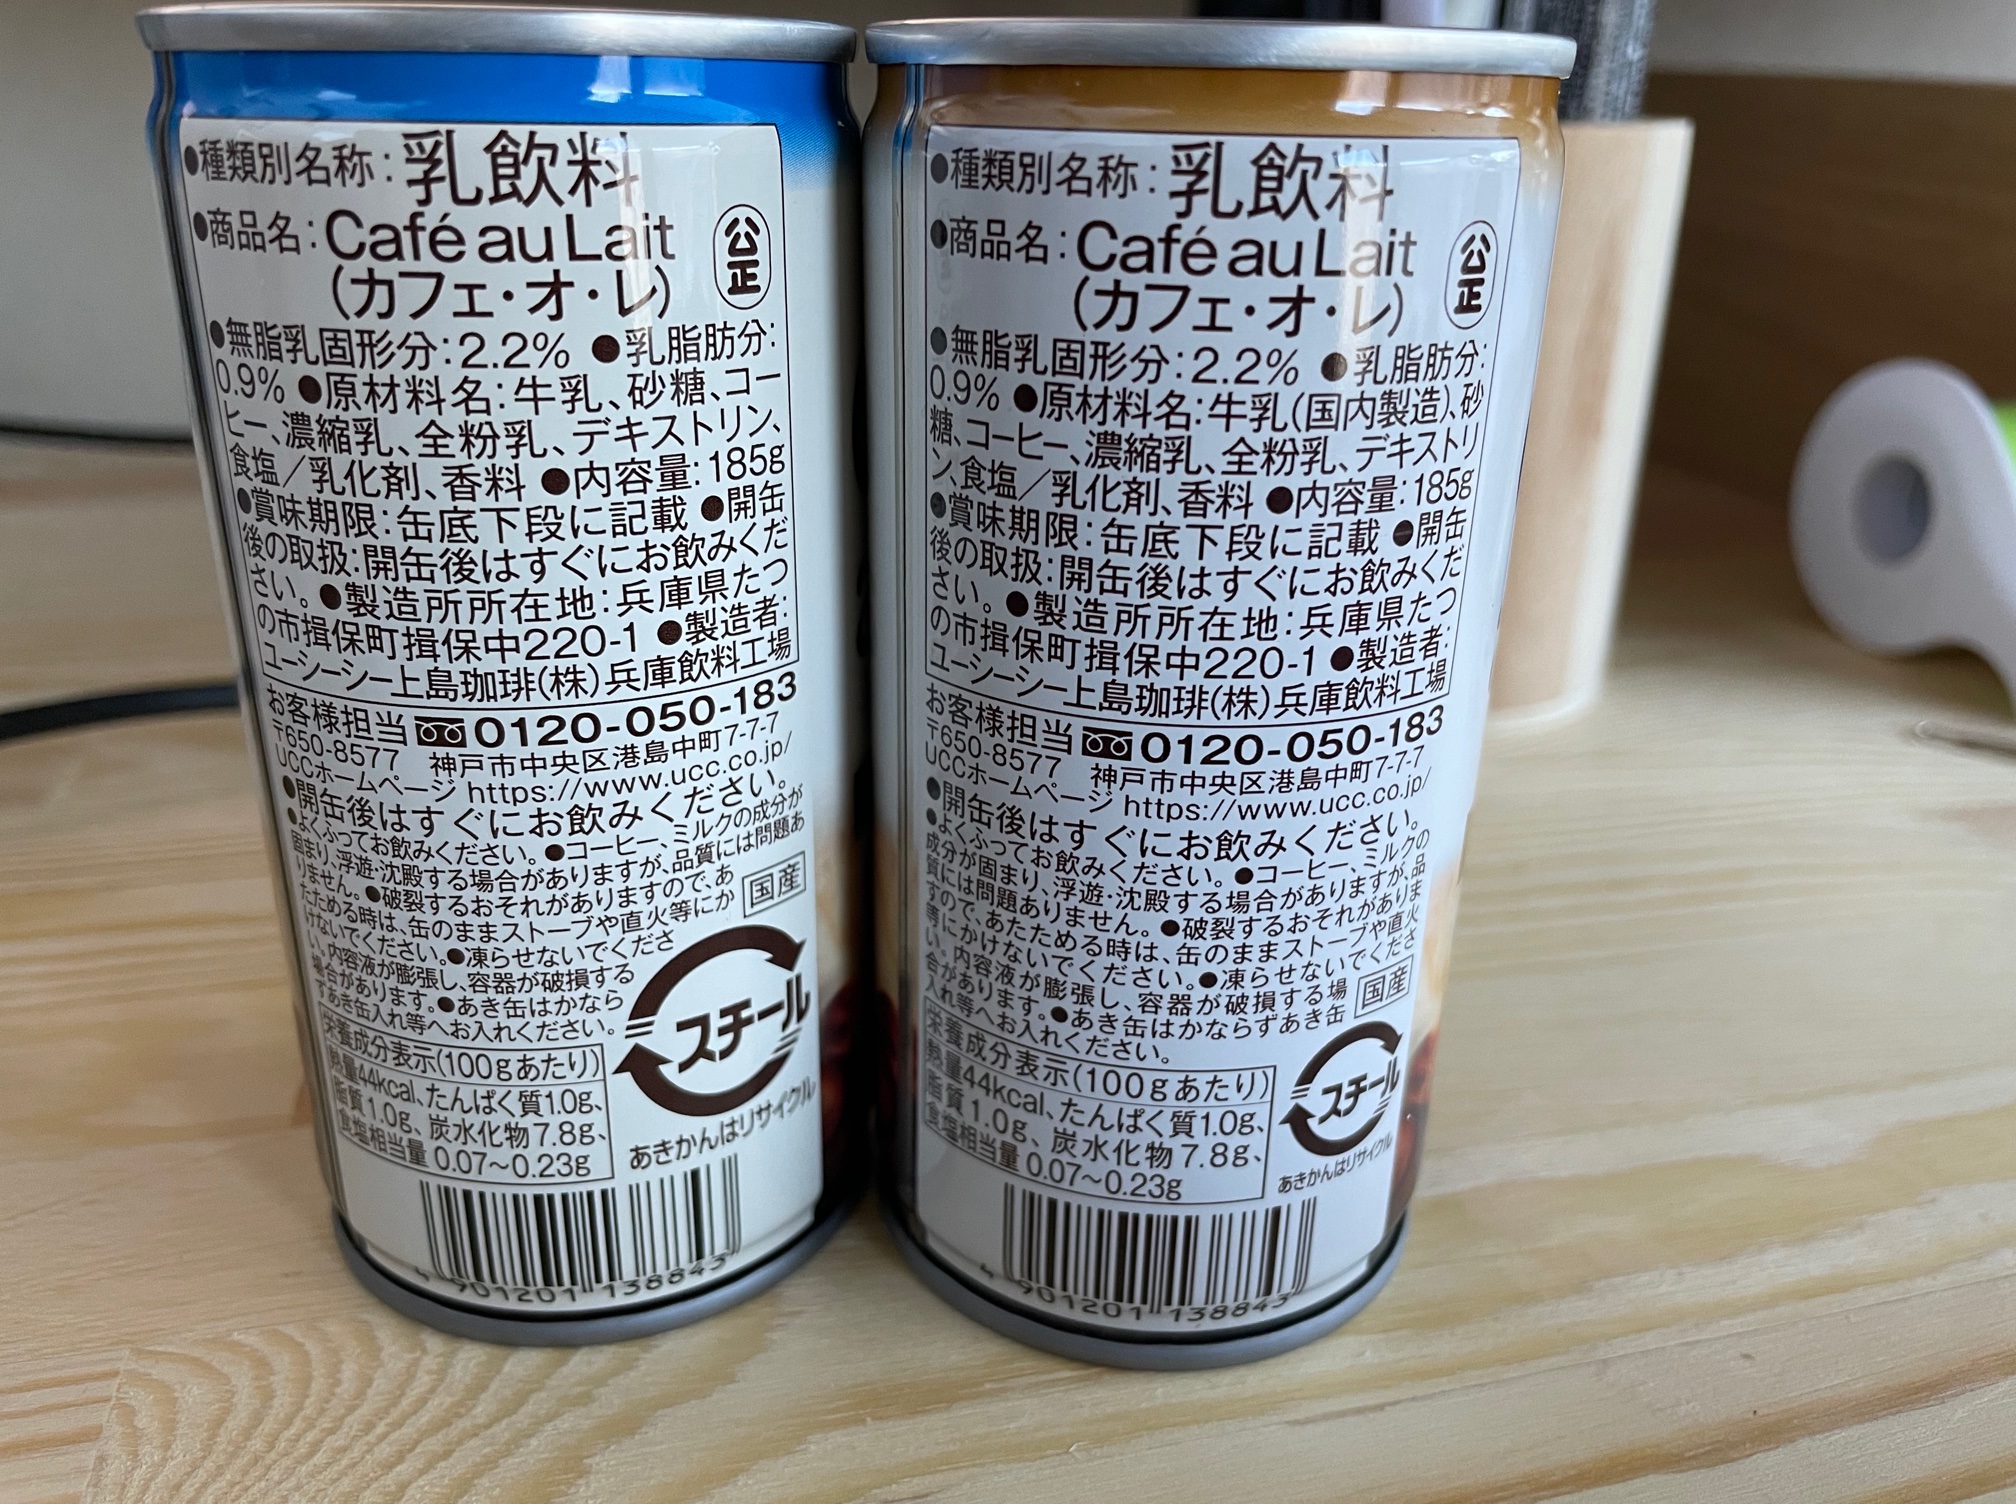 ●種類別名称:乳飲料
●商品名:Café au Lait
(カフェ・オ・レ)
公正
●無脂乳固形分:2.2% ●乳脂肪分:
0.9% ●原材料名:牛乳、砂糖、コー
ヒー、濃縮乳、全粉乳、デキストリン、
食塩/乳化剤、香料 ●内容量:185g
●賞味期限:缶底下段に記載 ●開缶
後の取扱:開缶後はすぐにお飲みくだ
さい。●製造所所在地:兵庫県たつ
の市揖保町揖保中220-1 ●製造者:
ユーシーシー上島珈琲(株)兵庫飲料工場
お客様担当 0120-050-183
〒650-8577 神戸市中央区港島中町7-7-7
UCCホームページ https://www.ucc.co.jp/
●開缶後はすぐにお飲みください。
●よくふってお飲みください。●コーヒー、ミルクの成分が
固まり、浮遊・沈殿する場合がありますが、品質には問題あ
りません。●破裂するおそれがありますので、あ
たためる時は、缶のままストーブや直火等にか
けないでください。●凍らせないでくださ
い。内容液が膨張し、容器が破損する
場合があります。●あき缶はかなら
ずあき缶入れ等へお入れください。
国産
スチール
あきかんはリサイクル
栄養成分表示(100gあたり)
熱量44kcal、たんぱく質1.0g、
脂質1.0g、炭水化物7.8g、
食塩相当量 0.07~0.23g
4 901201 138843
●種類別名称:乳飲料
●商品名:Café au Lait
(カフェ・オ・レ)
公正
●無脂乳固形分:2.2% ●乳脂肪分:
0.9% ●原材料名:牛乳(国内製造)、砂
糖、コーヒー、濃縮乳、全粉乳、デキストリ
ン、食塩/乳化剤、香料 ●内容量:185g
●賞味期限:缶底下段に記載 ●開缶
後の取扱:開缶後はすぐにお飲みくだ
さい。●製造所所在地:兵庫県たつ
の市揖保町揖保中220-1 ●製造者:
ユーシーシー上島珈琲(株)兵庫飲料工場
お客様担当 0120-050-183
〒650-8577 神戸市中央区港島中町7-7-7
UCCホームページ https://www.ucc.co.jp/
●開缶後はすぐにお飲みください。
●よくふってお飲みください。●コーヒー、ミルクの
成分が固まり、浮遊・沈殿する場合がありますが、品
質には問題ありません。●破裂するおそれがありま
すので、あたためる時は、缶のままストーブや直火
等にかけないでください。●凍らせないでくださ
い。内容液が膨張し、容器が破損する場
合があります。●あき缶はかならずあき缶
入れ等へお入れください。
国産
スチール
あきかんはリサイクル
栄養成分表示(100gあたり)
熱量44kcal、たんぱく質1.0g、
脂質1.0g、炭水化物7.8g、
食塩相当量 0.07~0.23g
4 901201 138843